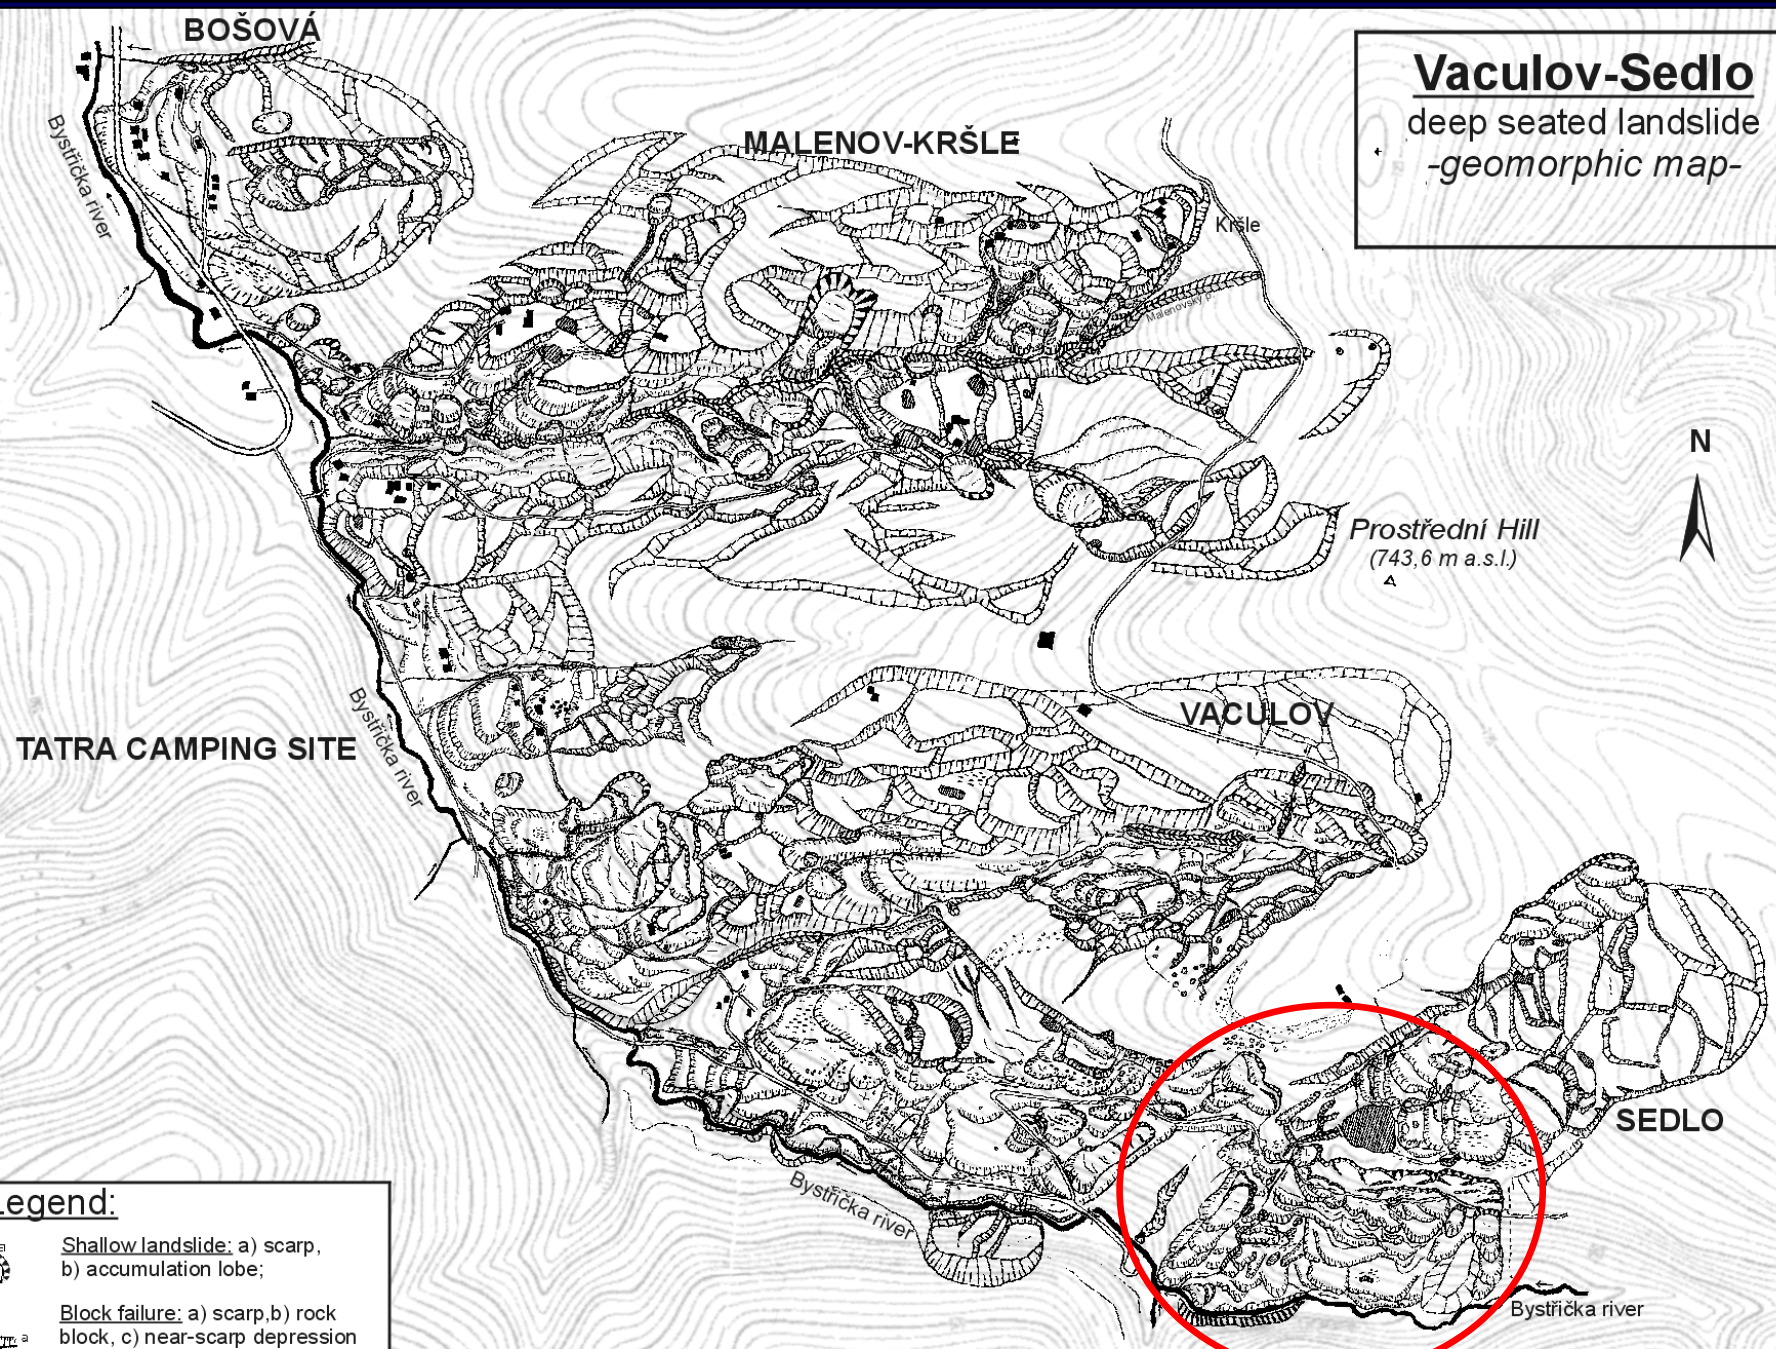 BOŠOVÁ
Vaculov-Sedlo
deep seated landslide
-geomorphic map-
MALENOV-KRŠLE
Bystřička river
Kršle
Malenovský p.
N
Prostřední Hill
(743,6 m a.s.l.)
Bystřička river
VACULOV
TATRA CAMPING SITE
SEDLO
Bystřička river
Legend:
Shallow landslide: a) scarp,
b) accumulation lobe;
Block failure: a) scarp,b) rock
a
block, c) near-scarp depression
Bystřička river